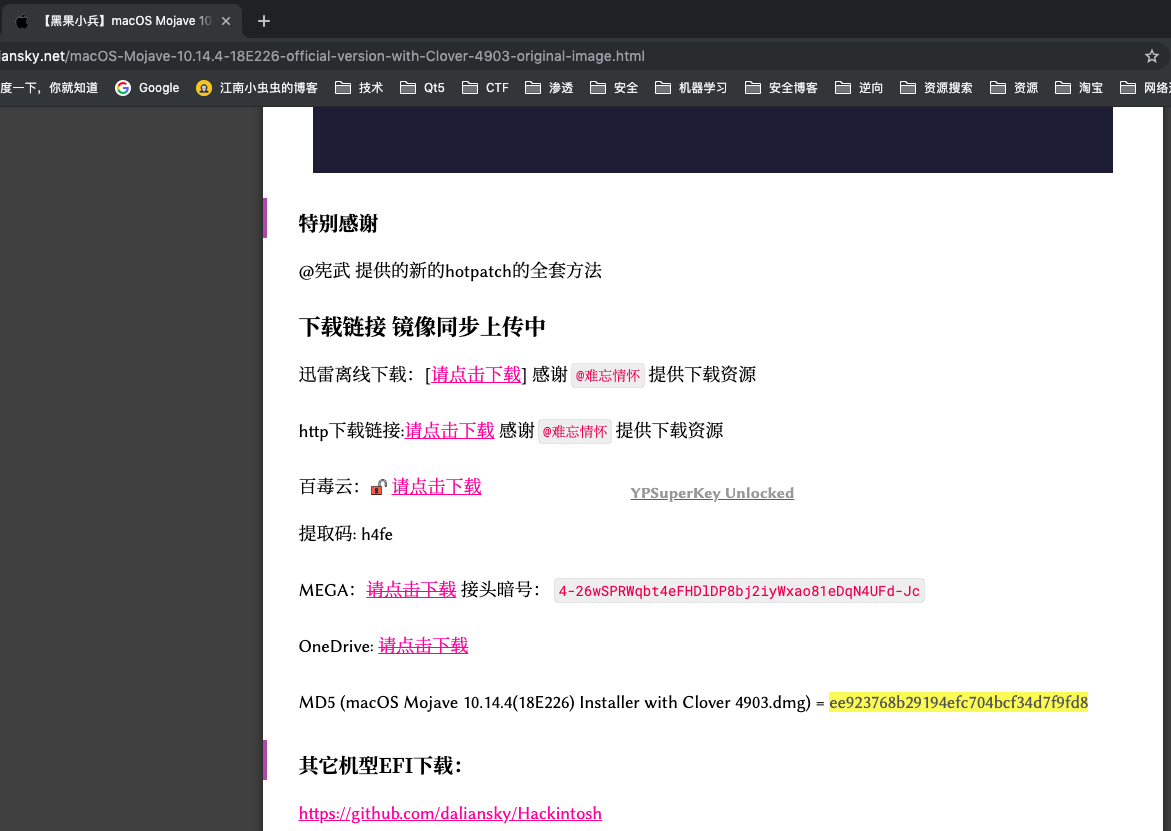 【黑果小兵】macOS Mojave 10
iansky.net/macOS-Mojave-10.14.4-18E226-official-version-with-Clover-4903-original-image.html
度一下，你就知道 Google 江南小虫虫的博客 技术 Qt5 CTF 渗透 安全 机器学习 安全博客 逆向 资源搜索 资源 淘宝 网络
特别感谢
@宪武 提供的新的hotpatch的全套方法
下载链接 镜像同步上传中
迅雷离线下载：[请点击下载] 感谢 @难忘情怀 提供下载资源
http下载链接:请点击下载 感谢 @难忘情怀 提供下载资源
百毒云： 请点击下载
YPSuperKey Unlocked
提取码: h4fe
MEGA：请点击下载 接头暗号： 4-26wSPRWqbt4eFHDlDP8bj2iyWxao81eDqN4UFd-Jc
OneDrive: 请点击下载
MD5 (macOS Mojave 10.14.4(18E226) Installer with Clover 4903.dmg) = ee923768b29194efc704bcf34d7f9fd8
其它机型EFI下载：
https://github.com/daliansky/Hackintosh